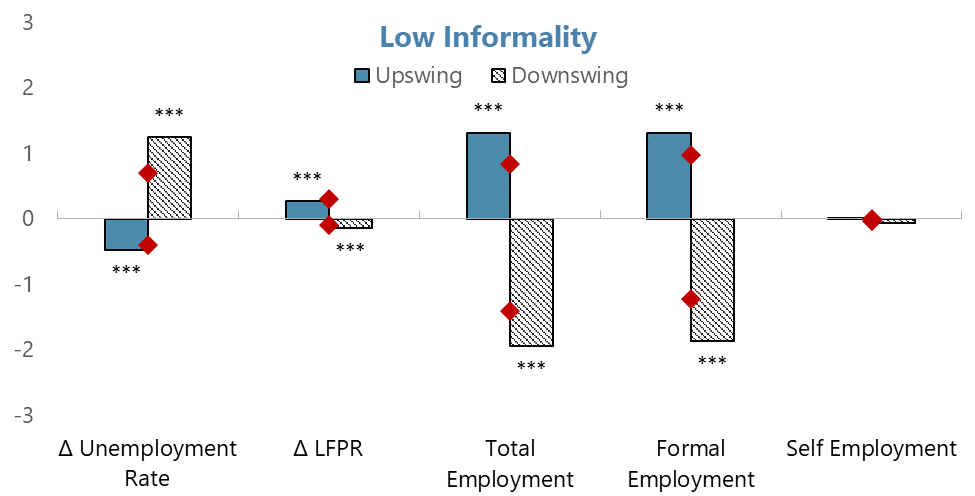 Low Informality
Upswing Downswing
3
2
1
0
-1
-2
-3
***
***
***
***
***
***
***
***
Δ Unemployment Rate
Δ LFPR
Total Employment
Formal Employment
Self Employment